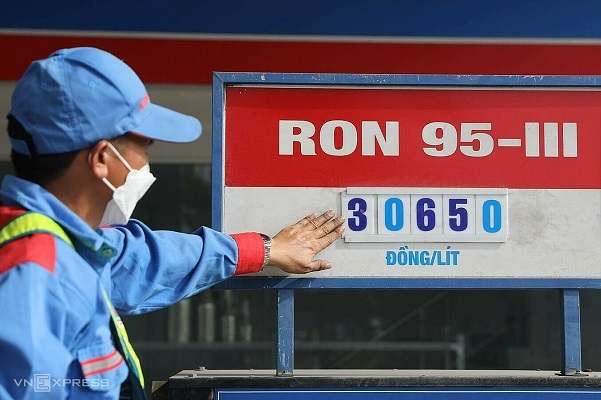 RON 95-III
30650
ĐỒNG/LÍT
VNEXPRESS